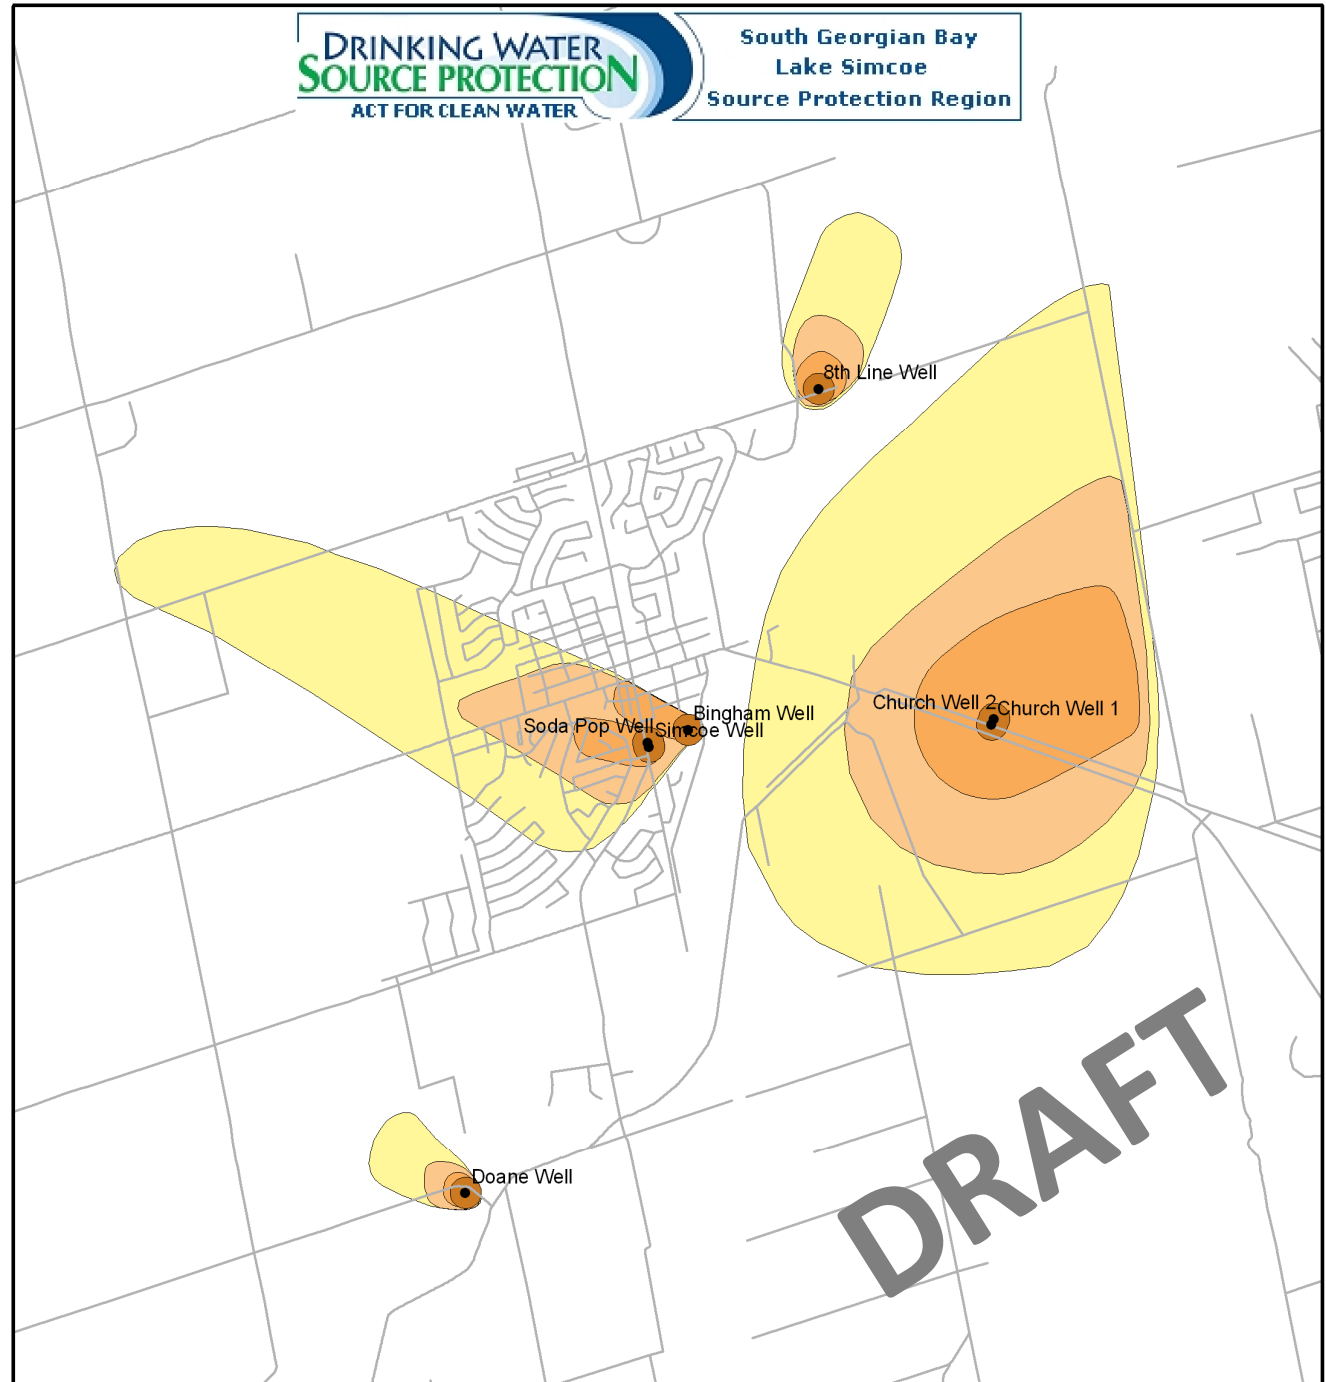 DRINKING WATER
SOURCE PROTECTION
ACT FOR CLEAN WATER
South Georgian Bay
Lake Simcoe
Source Protection Region
8th Line Well
Church Well 2
Church Well 1
Bingham Well
Soda Pop Well
Simcoe Well
DRAFT
Doane Well